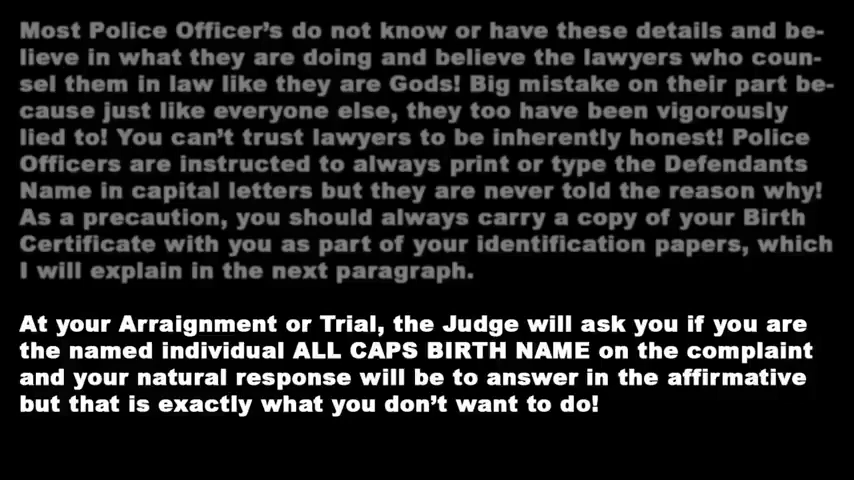 Most Police Officer’s do not know or have these details and be-
lieve in what they are doing and believe the lawyers who coun-
sel them in law like they are Gods! Big mistake on their part be-
cause just like everyone else, they too have been vigorously
lied to! You can’t trust lawyers to be inherently honest! Police
Officers are instructed to always print or type the Defendants
Name in capital letters but they are never told the reason why!
As a precaution, you should always carry a copy of your Birth
Certificate with you as part of your identification papers, which
I will explain in the next paragraph.
At your Arraignment or Trial, the Judge will ask you if you are
the named individual ALL CAPS BIRTH NAME on the complaint
and your natural response will be to answer in the affirmative
but that is exactly what you don’t want to do!